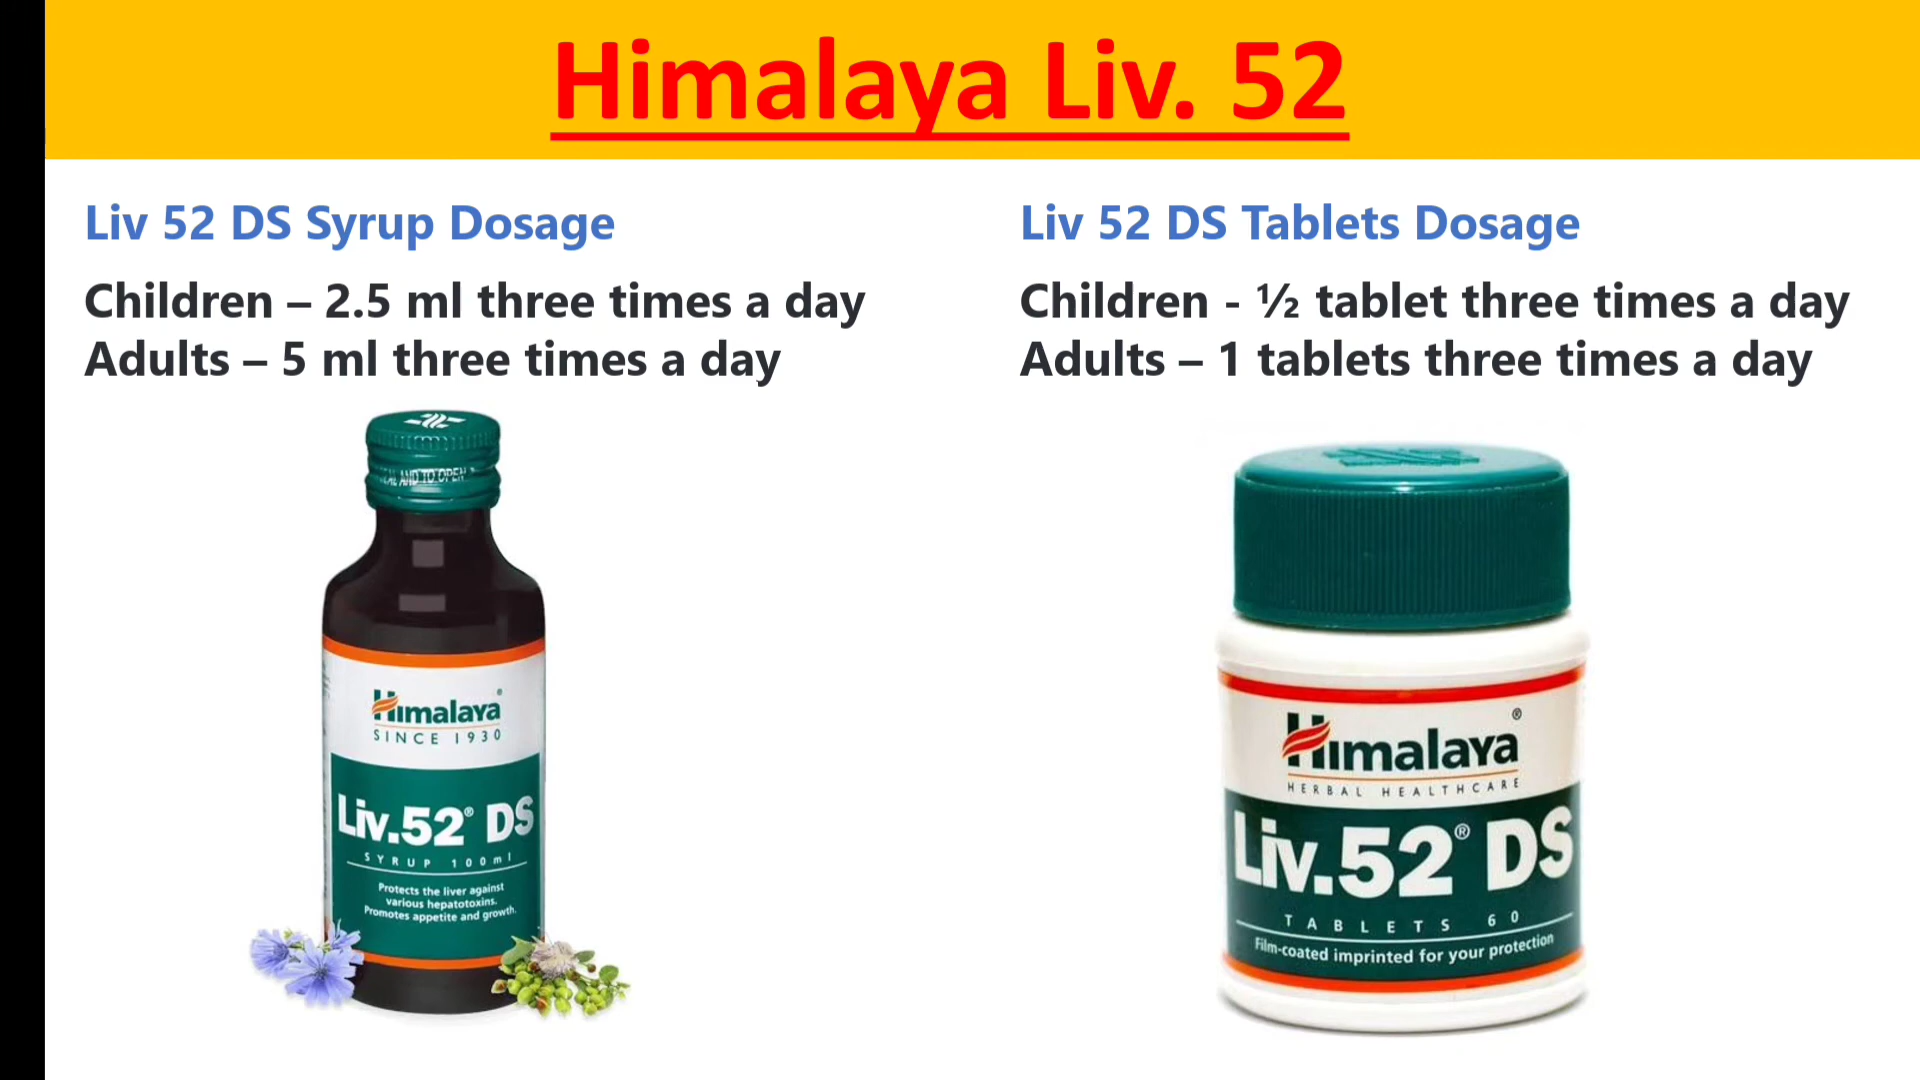 Himalaya Liv. 52
Liv 52 DS Syrup Dosage
Children – 2.5 ml three times a day
Adults – 5 ml three times a day
Liv 52 DS Tablets Dosage
Children - ½ tablet three times a day
Adults – 1 tablets three times a day
AND TO OPEN
Himalaya®
SINCE 1930
Liv.52® DS
SYRUP 100ml
Protects the liver against
various hepatotoxins.
Promotes appetite and growth.
Himalaya®
HERBAL HEALTHCARE
Liv.52® DS
TABLETS 60
Film-coated imprinted for your protection